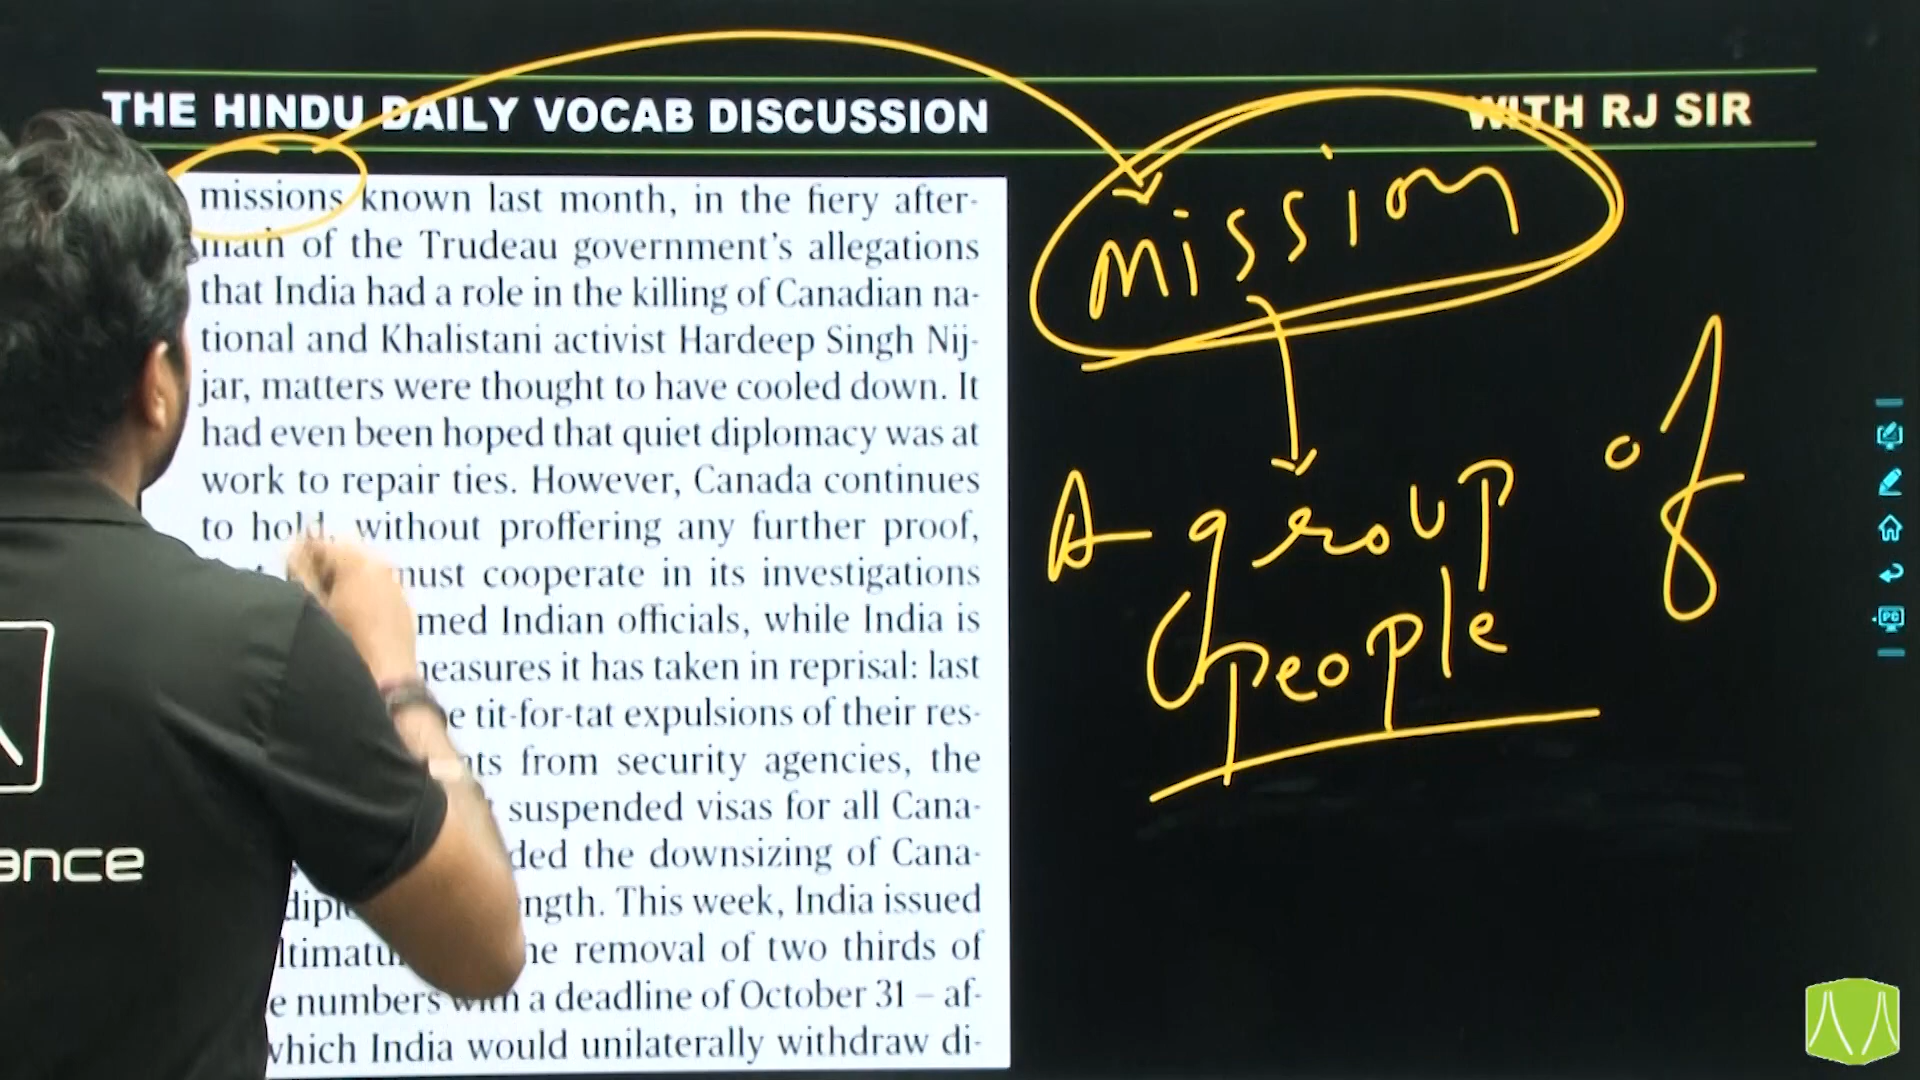 THE HINDU DAILY VOCAB DISCUSSION
WITH RJ SIR
missions known last month, in the fiery after-
math of the Trudeau government's allegations
that India had a role in the killing of Canadian na-
tional and Khalistani activist Hardeep Singh Nij-
jar, matters were thought to have cooled down. It
had even been hoped that quiet diplomacy was at
work to repair ties. However, Canada continues
to hold, without proffering any further proof,
must cooperate in its investigations
med Indian officials, while India is
measures it has taken in reprisal: last
tit-for-tat expulsions of their res-
from security agencies, the
suspended visas for all Cana-
ded the downsizing of Cana-
ngth. This week, India issued
removal of two thirds of
e numbers with a deadline of October 31 – af-
which India would unilaterally withdraw di-
mission
A group of
people
ance
PC